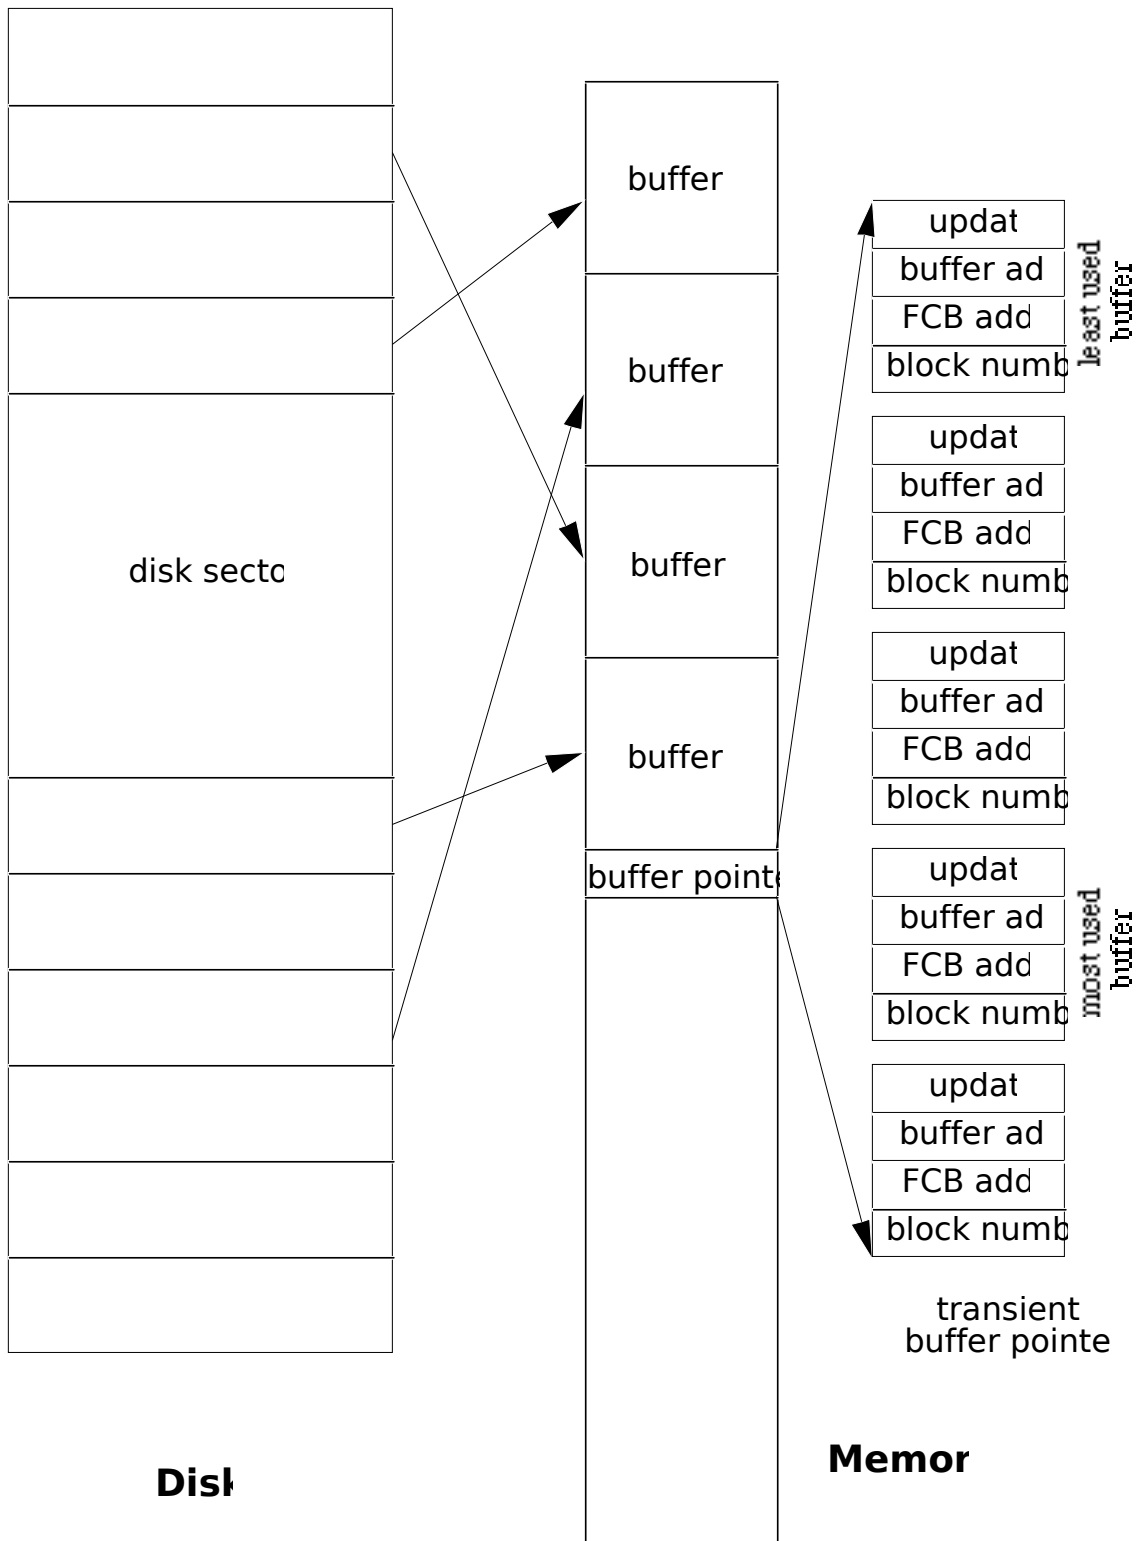 disk secto
Disk
buffer
buffer
buffer
buffer
buffer pointe
updat
buffer ad
FCB add
block numb
least used
buffer
updat
buffer ad
FCB add
block numb
updat
buffer ad
FCB add
block numb
updat
buffer ad
FCB add
block numb
most used
buffer
updat
buffer ad
FCB add
block numb
transient
buffer pointe
Memor